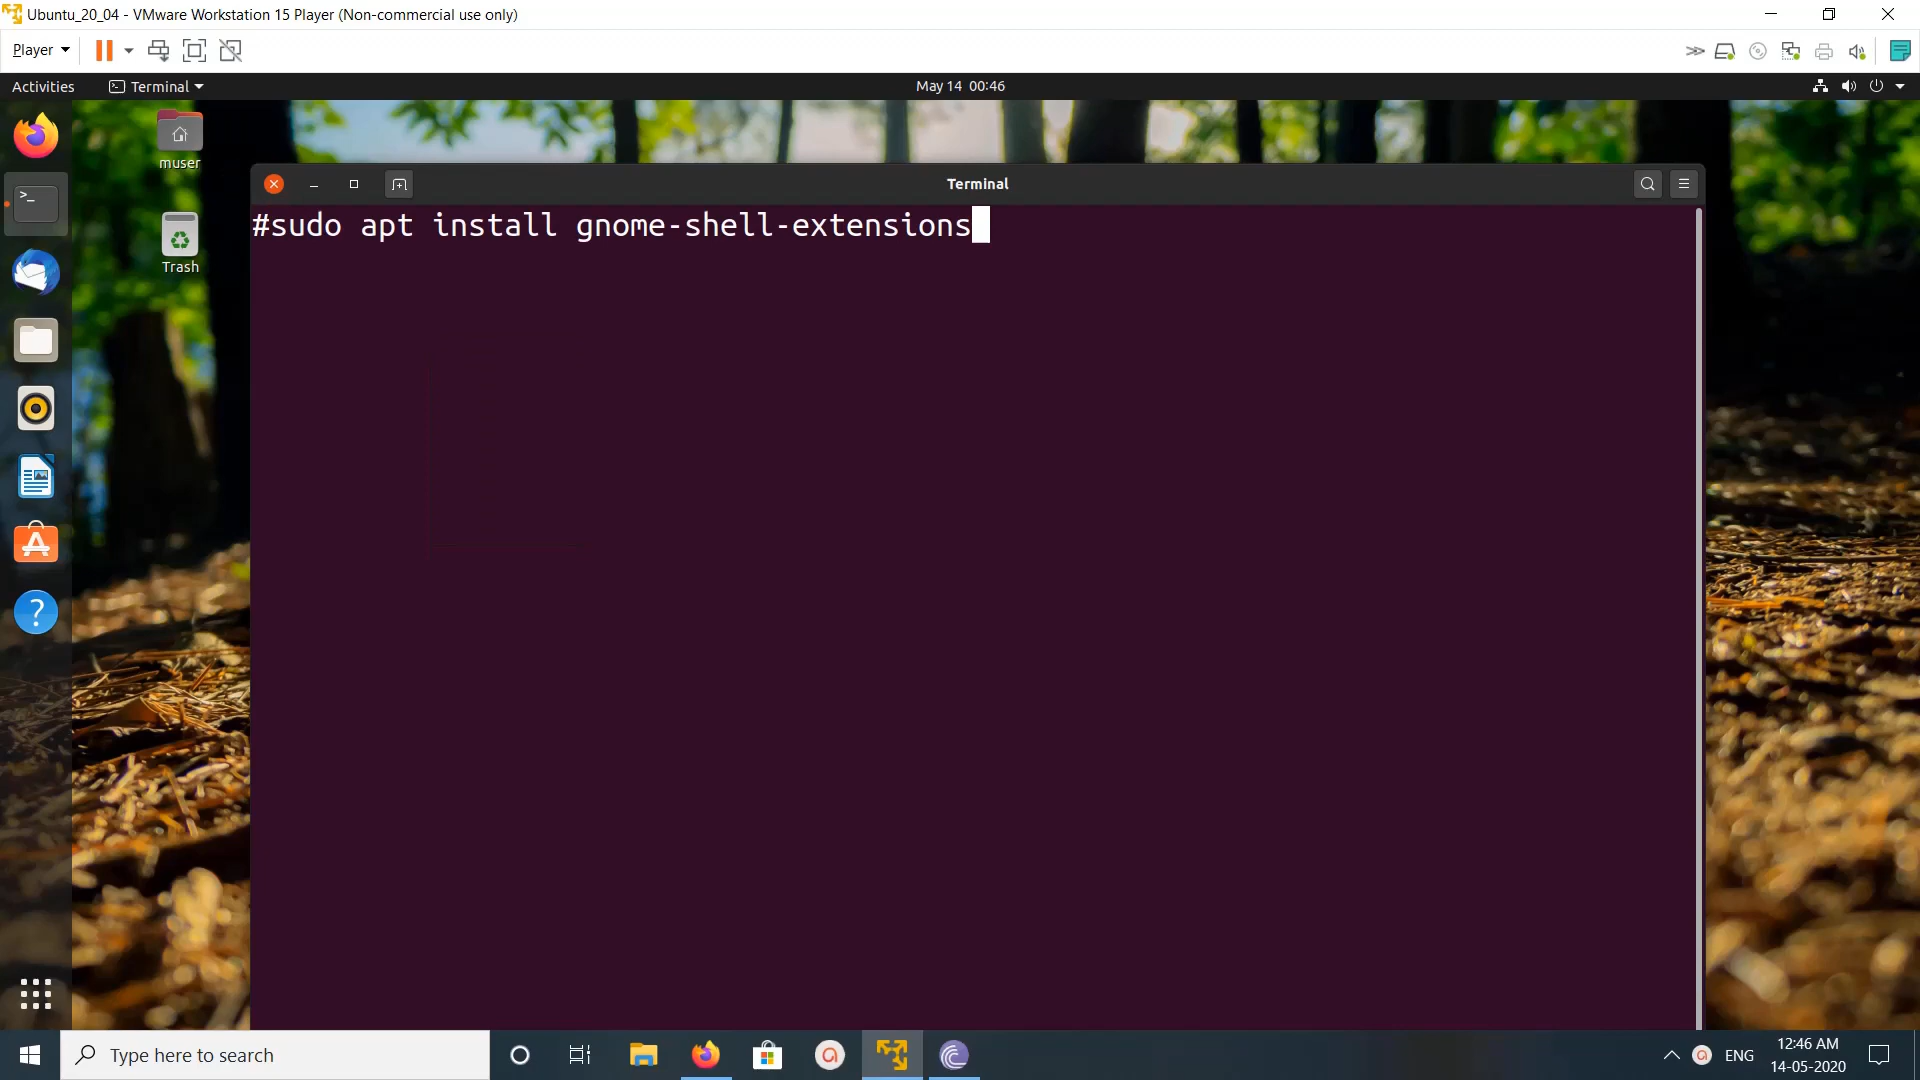 Ubuntu_20_04 - VMware Workstation 15 Player (Non-commercial use only)
Player
Activities
Terminal
May 14 00:46
muser
Trash
Terminal
#sudo apt install gnome-shell-extensions
Type here to search
ENG
12:46 AM
14-05-2020